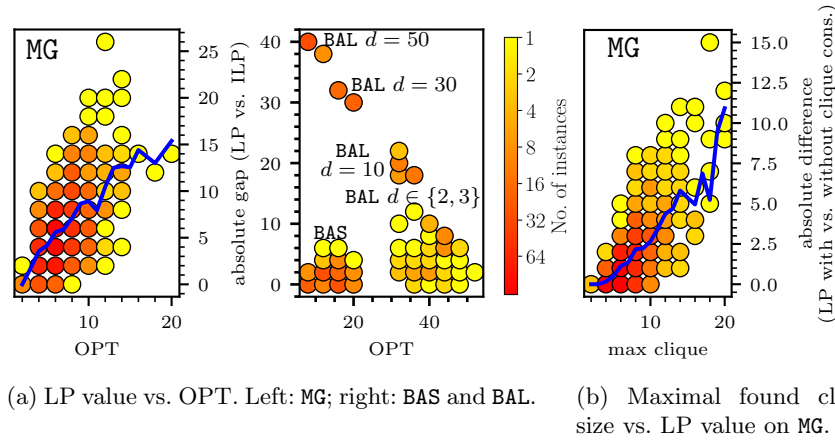 MG
0
5
10
15
20
25
absolute gap (LP vs. ILP)
10
20
OPT
0
10
20
30
40
BAL d = 50
BAL d = 30
BAL
d = 10
BAL d ∈ {2, 3}
BAS
20
40
OPT
No. of instances
1
2
4
8
16
32
64
MG
0.0
2.5
5.0
7.5
10.0
12.5
15.0
absolute difference
(LP with vs. without clique cons.)
10
20
max clique
(a) LP value vs. OPT. Left: MG; right: BAS and BAL.
(b) Maximal found cl
size vs. LP value on MG.